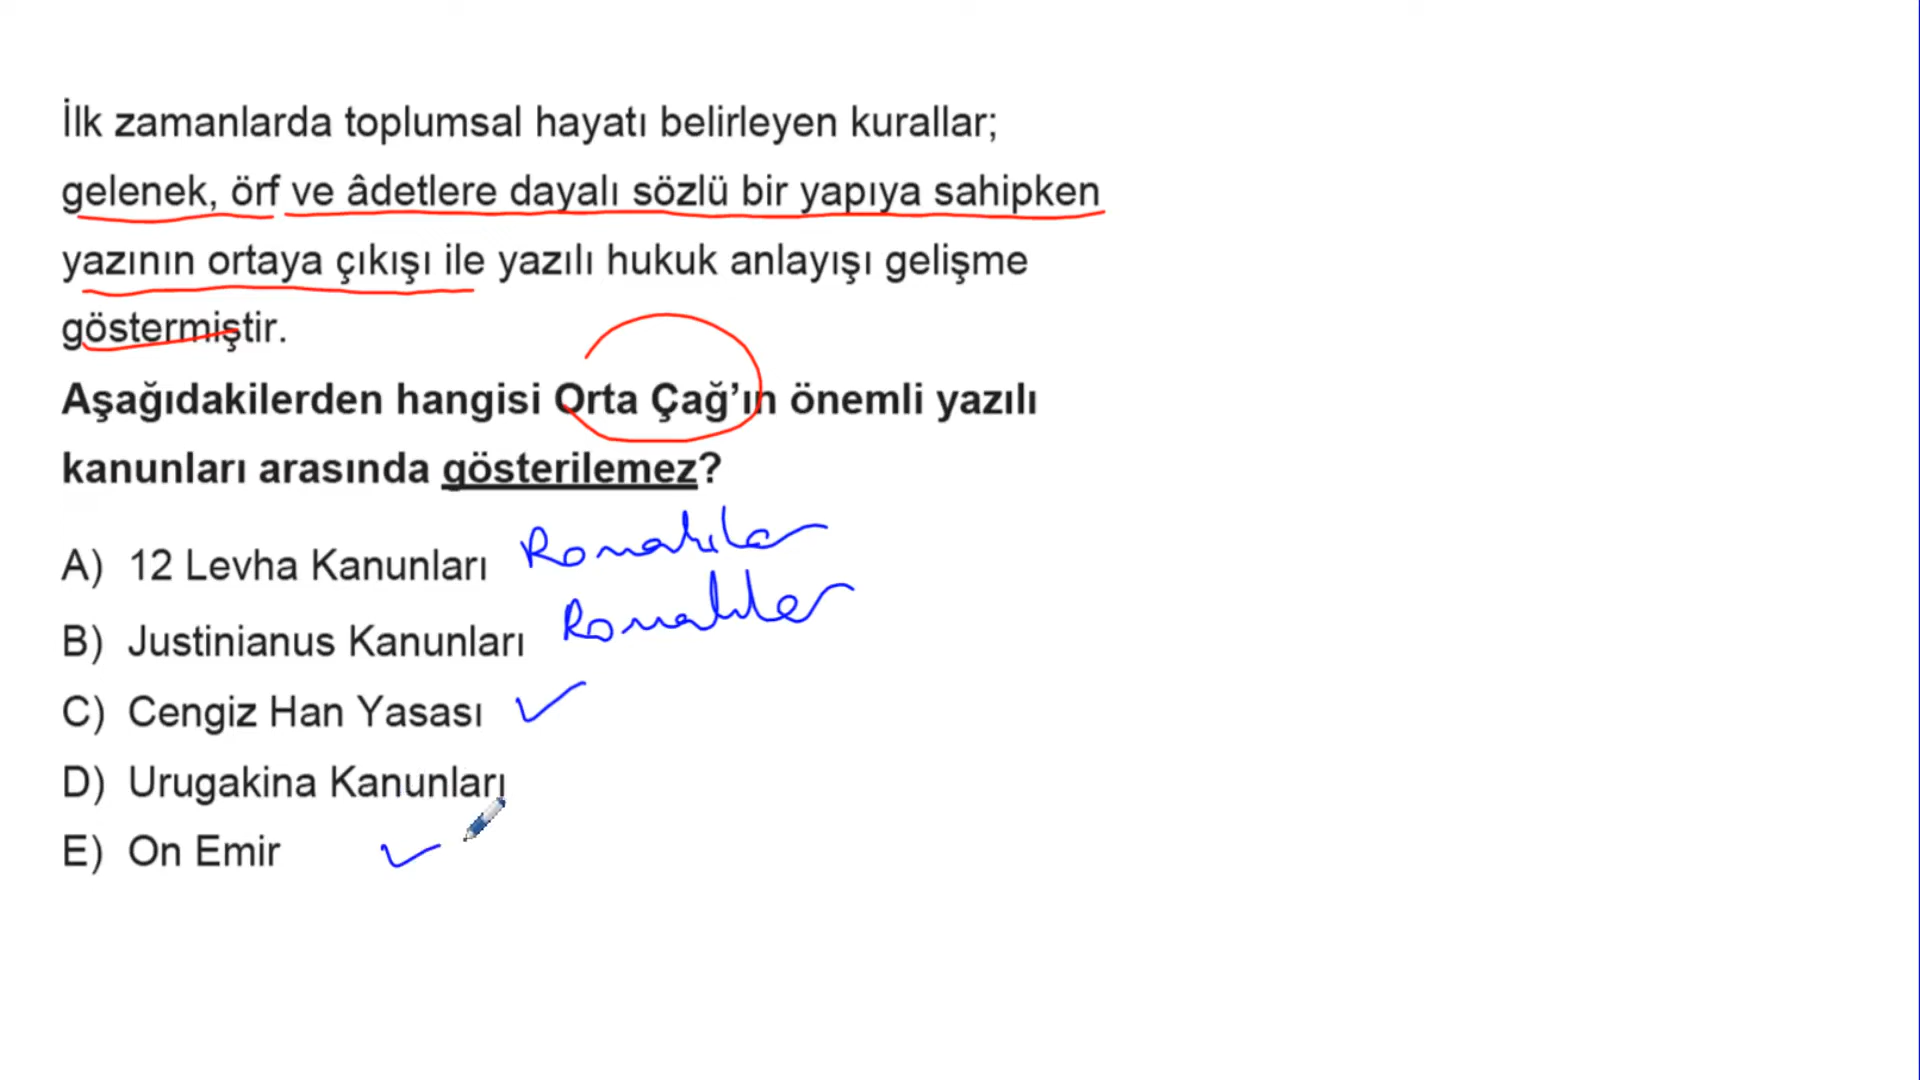 İlk zamanlarda toplumsal hayatı belirleyen kurallar;
gelenek, örf ve âdetlere dayalı sözlü bir yapıya sahipken
yazının ortaya çıkışı ile yazılı hukuk anlayışı gelişme
göstermiştir.
Aşağıdakilerden hangisi Orta Çağ’ın önemli yazılı
kanunları arasında gösterilemez?
A) 12 Levha Kanunları Romalılar
B) Justinianus Kanunları Romalılar
C) Cengiz Han Yasası
D) Urugakina Kanunları
E) On Emir